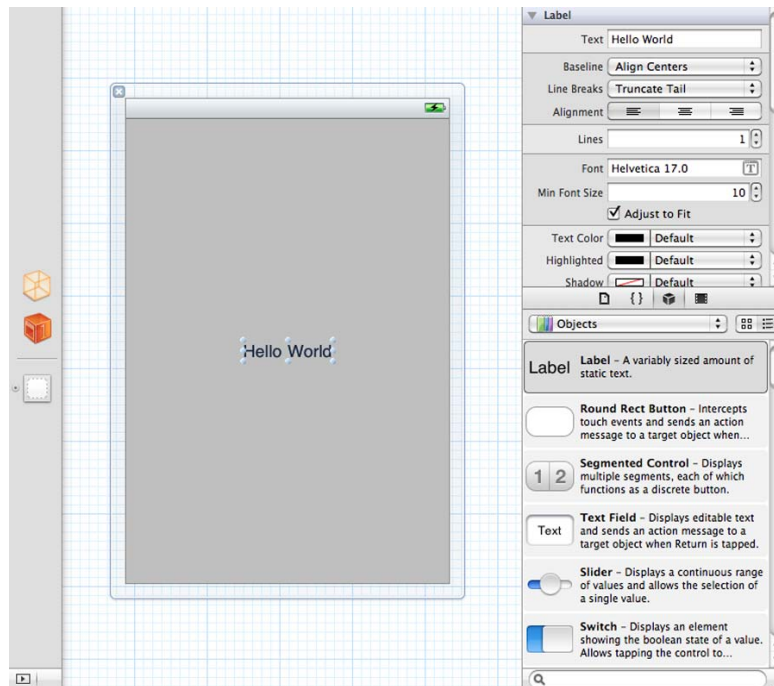 Label
Text Hello World
Baseline Align Centers
Line Breaks Truncate Tail
Alignment
Lines 1
Font Helvetica 17.0 T
Min Font Size 10
Adjust to Fit
Text Color Default
Highlighted Default
Shadow Default
{}
Objects
Hello World
Label Label – A variably sized amount of
static text.
Round Rect Button – Intercepts
touch events and sends an action
message to a target object when...
1 2
Segmented Control – Displays
multiple segments, each of which
functions as a discrete button.
Text
Text Field – Displays editable text
and sends an action message to a
target object when Return is tapped.
Slider – Displays a continuous range
of values and allows the selection of
a single value.
Switch – Displays an element
showing the boolean state of a value.
Allows tapping the control to...